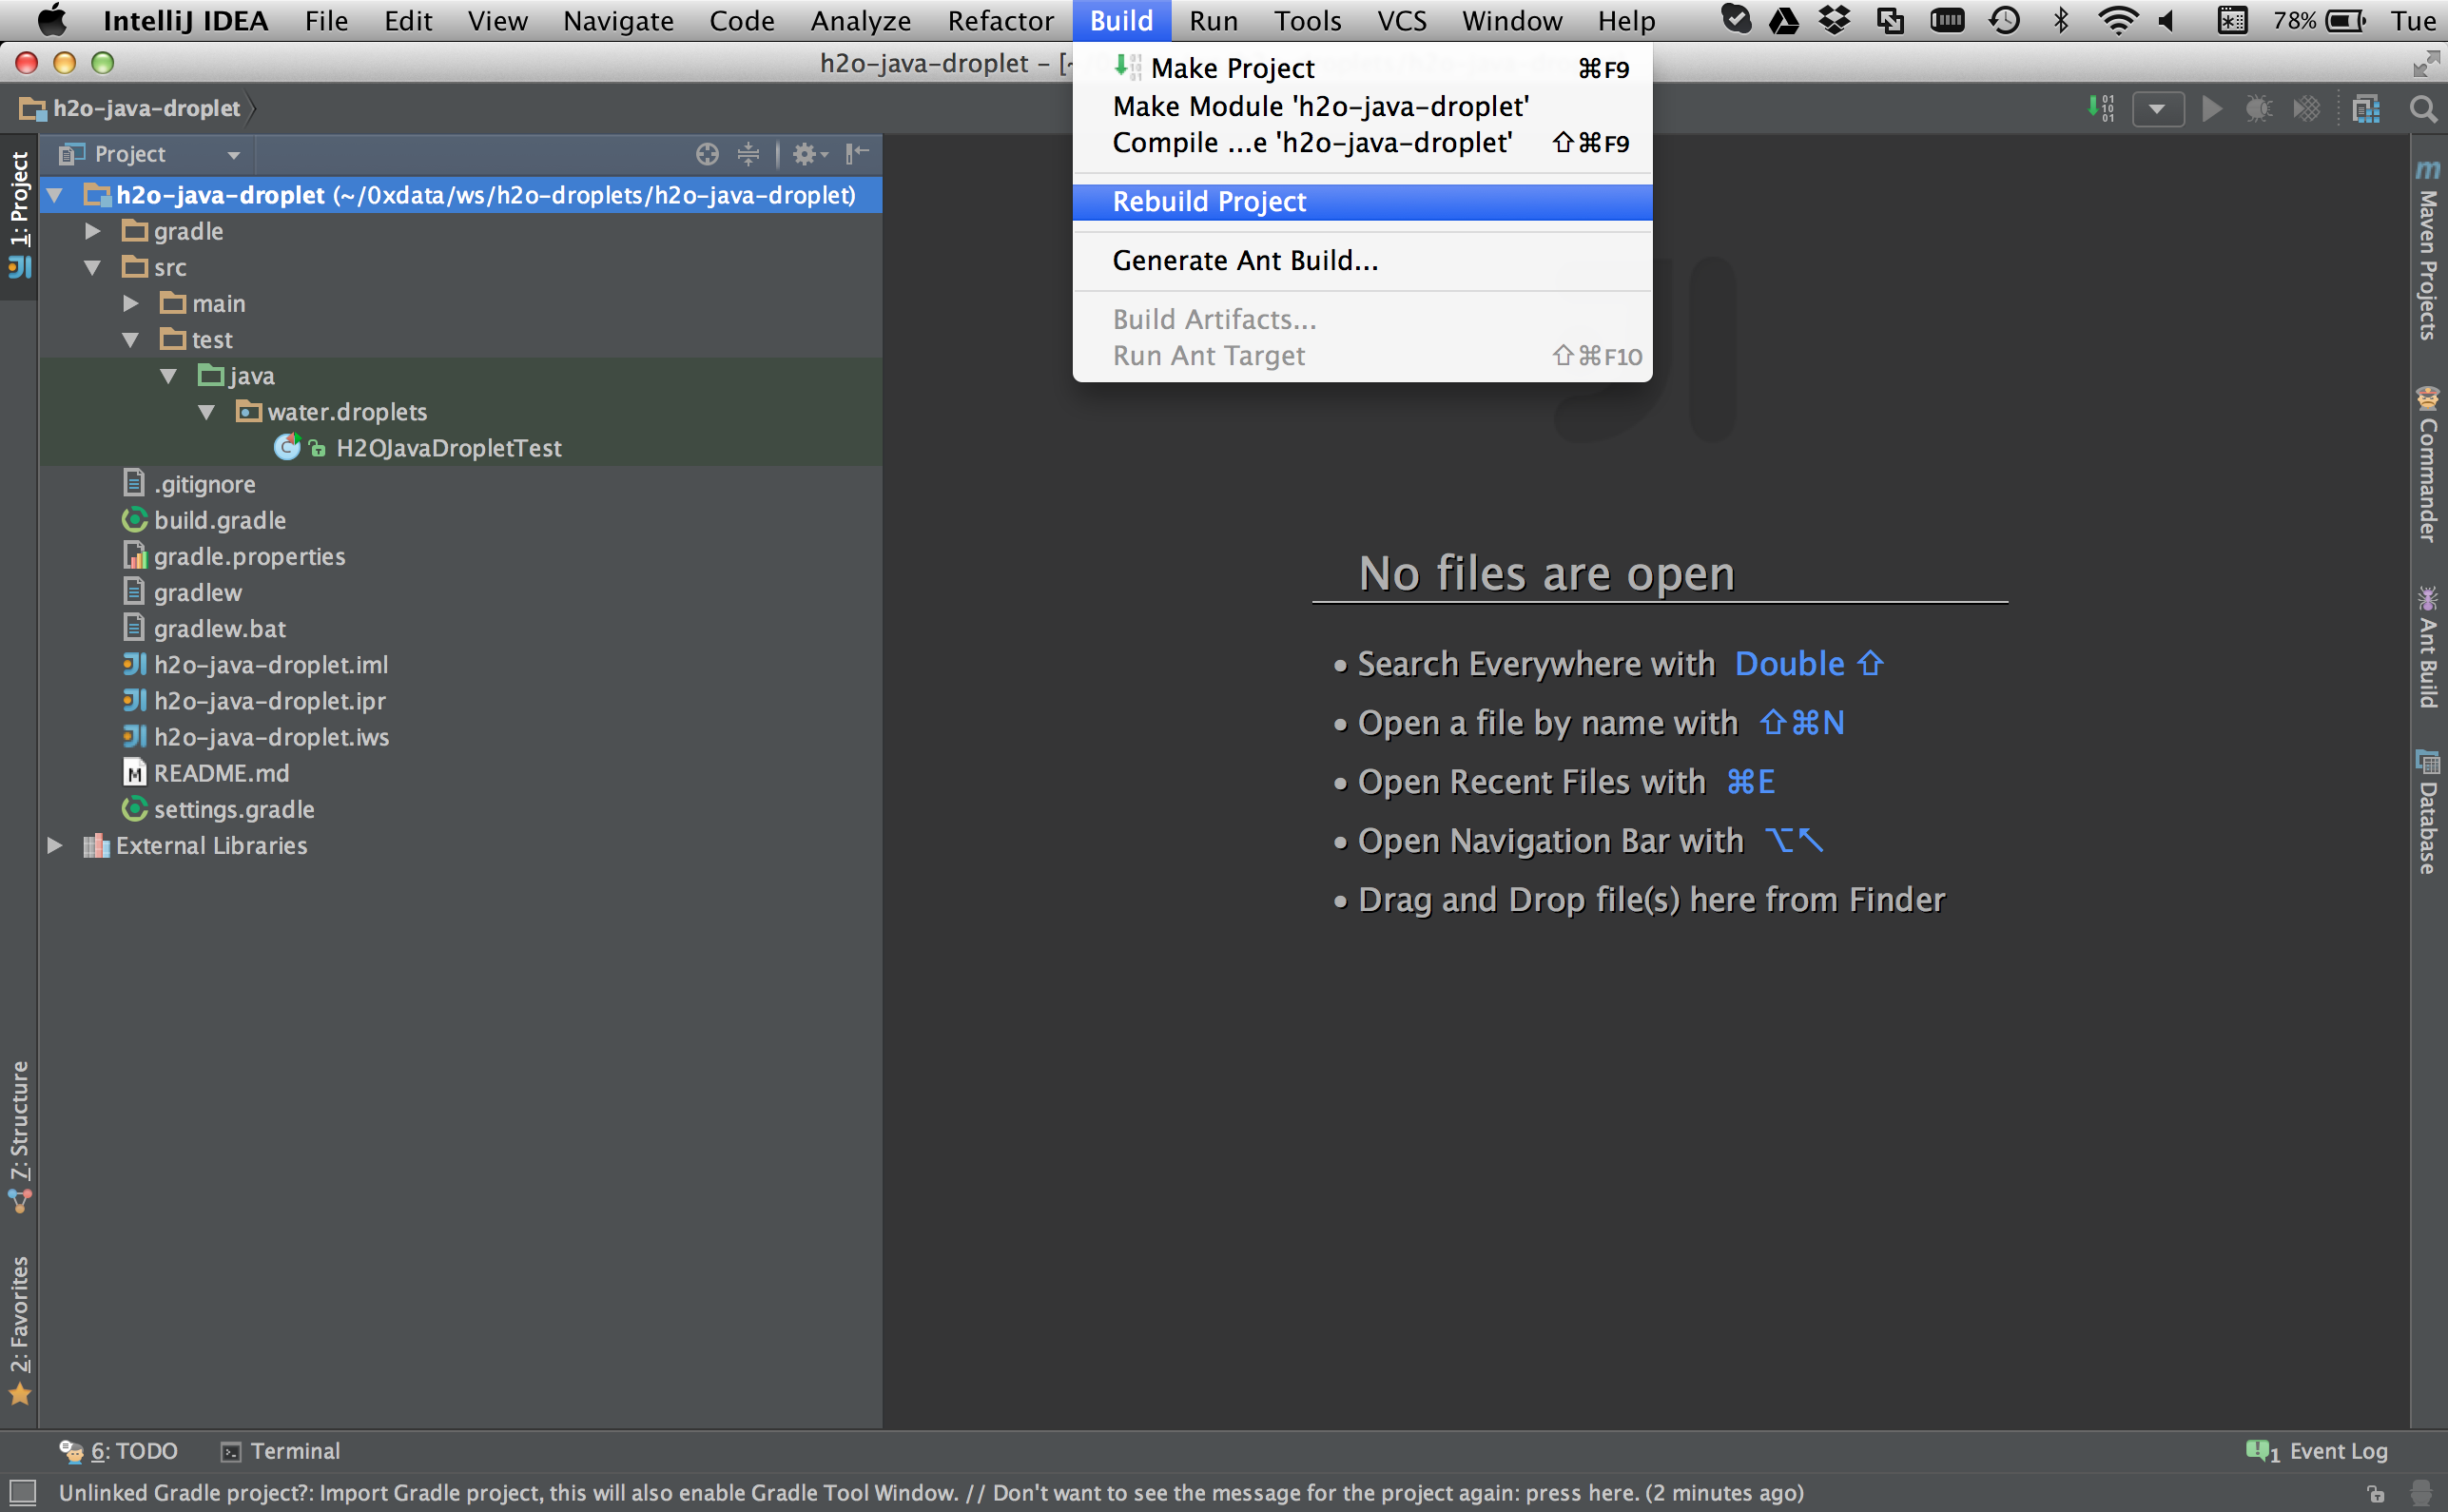 IntelliJ IDEA File Edit View Navigate Code Analyze Refactor Build Run Tools VCS Window Help 78% Tue
h2o-java-droplet - [~
h2o-java-droplet
Make Project ⌘F9
Make Module 'h2o-java-droplet'
Compile ...e 'h2o-java-droplet' ⇧⌘F9
Rebuild Project
Generate Ant Build...
Build Artifacts...
Run Ant Target ⇧⌘F10
1: Project
7: Structure
2: Favorites
Project
h2o-java-droplet (~/0xdata/ws/h2o-droplets/h2o-java-droplet)
gradle
src
main
test
java
water.droplets
H2OJavaDropletTest
.gitignore
build.gradle
gradle.properties
gradlew
gradlew.bat
h2o-java-droplet.iml
h2o-java-droplet.ipr
h2o-java-droplet.iws
README.md
settings.gradle
External Libraries
No files are open
• Search Everywhere with Double ⇧
• Open a file by name with ⇧⌘N
• Open Recent Files with ⌘E
• Open Navigation Bar with ⌥↖
• Drag and Drop file(s) here from Finder
Maven Projects
Commander
Ant Build
Database
6: TODO Terminal 1 Event Log
Unlinked Gradle project?: Import Gradle project, this will also enable Gradle Tool Window. // Don't want to see the message for the project again: press here. (2 minutes ago)